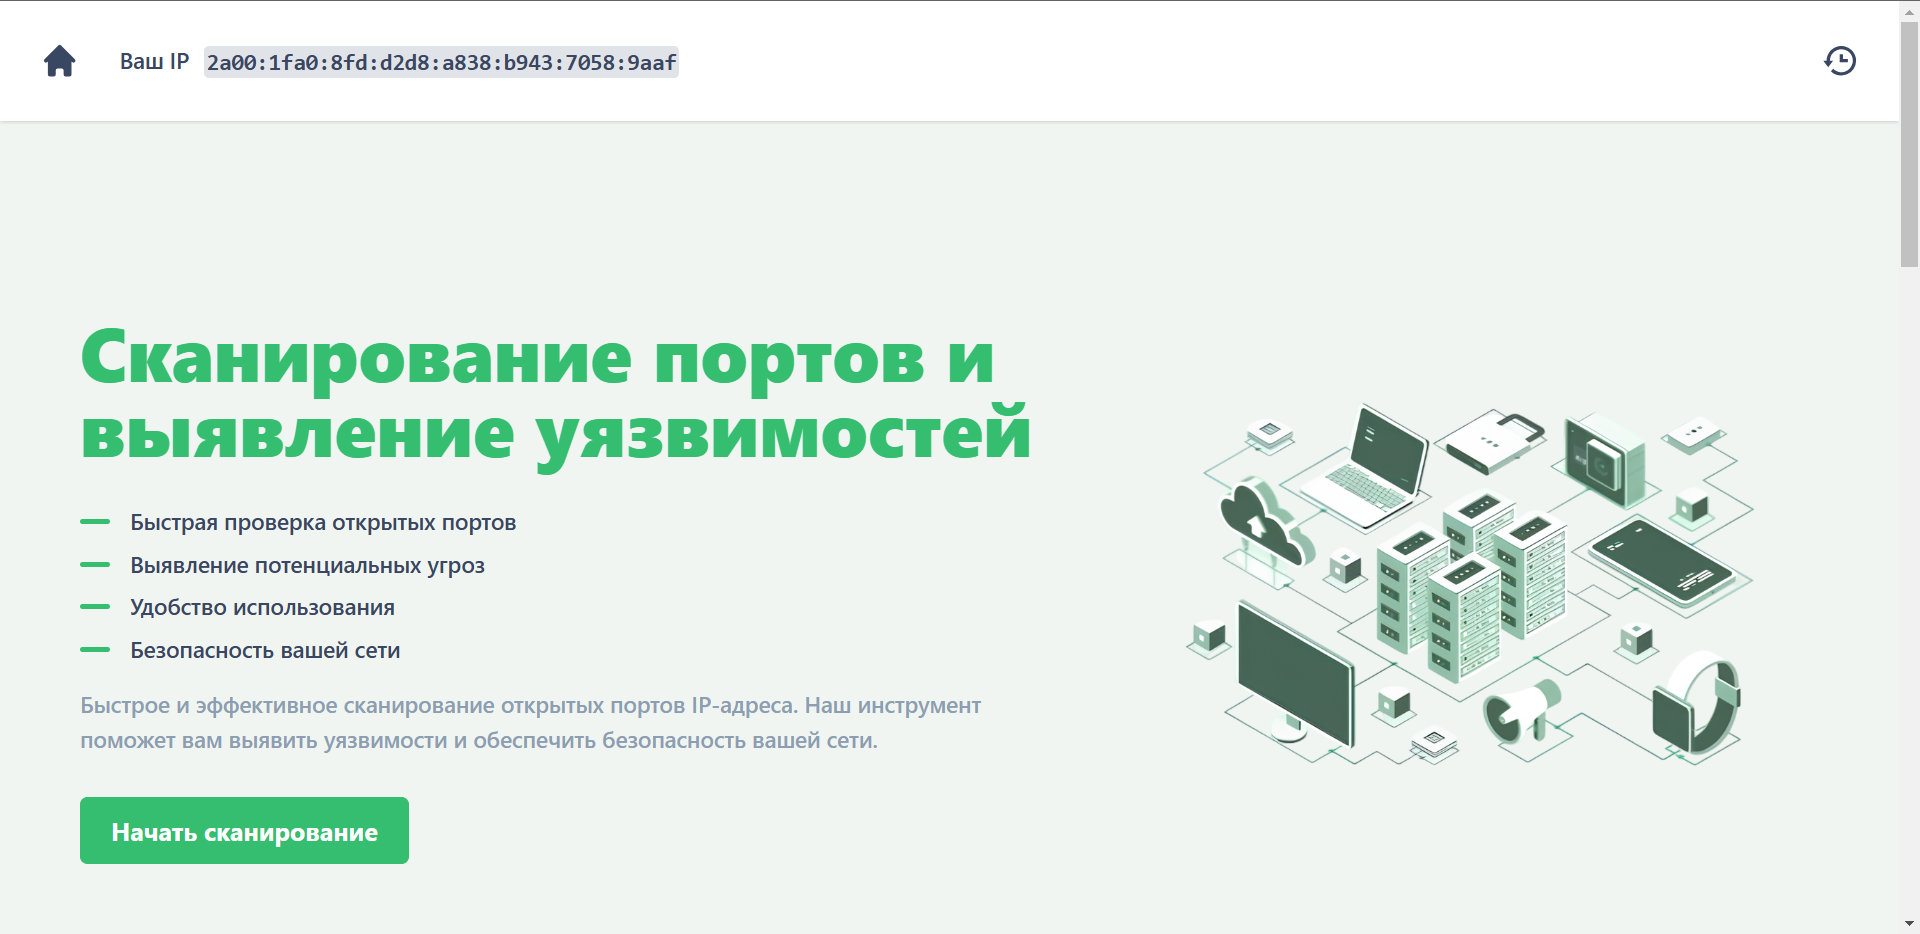 Ваш IP 2a00:1fa0:8fd:d2d8:a838:b943:7058:9aaf
Сканирование портов и
выявление уязвимостей
Быстрая проверка открытых портов
Выявление потенциальных угроз
Удобство использования
Безопасность вашей сети
Быстрое и эффективное сканирование открытых портов IP-адреса. Наш инструмент
поможет вам выявить уязвимости и обеспечить безопасность вашей сети.
Начать сканирование